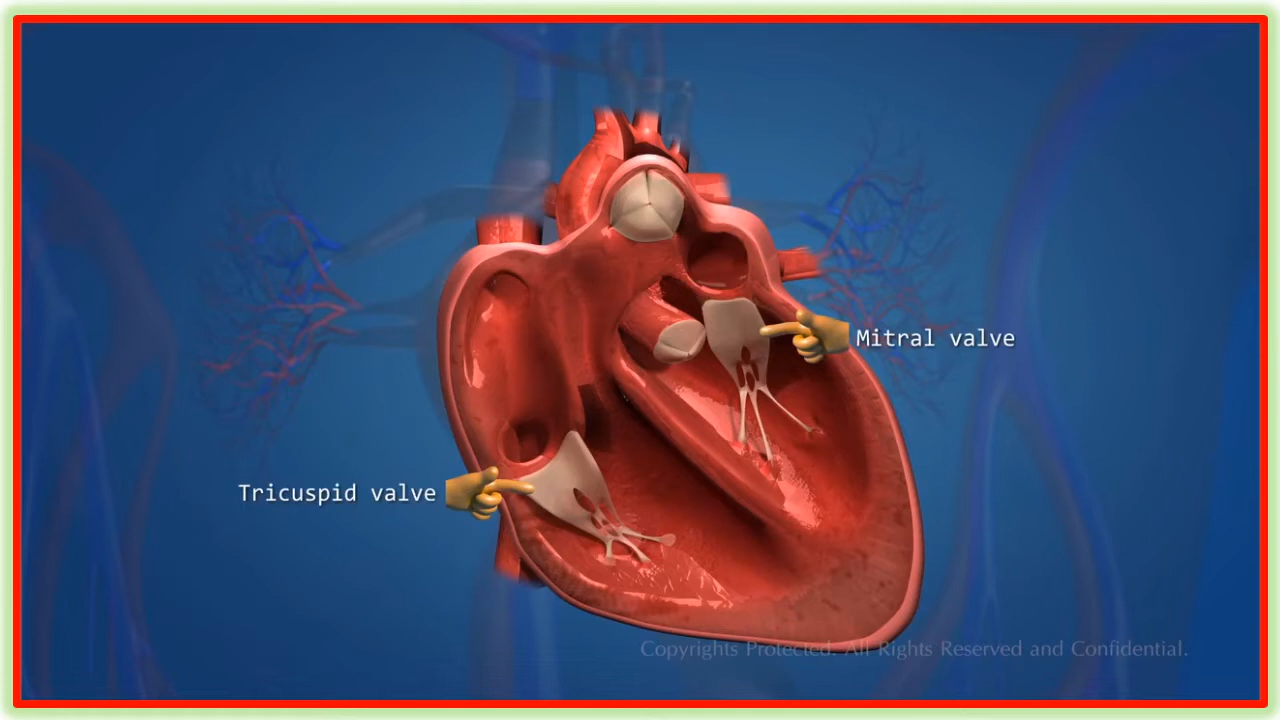 Mitral valve
Tricuspid valve
Copyrights Protected. All Rights Reserved and Confidential.